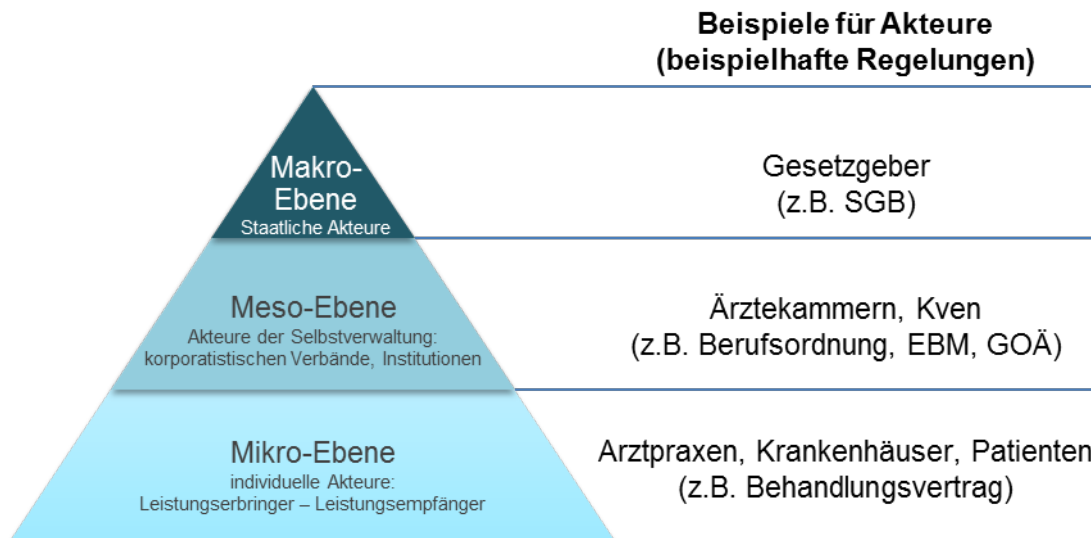 Beispiele für Akteure
(beispielhafte Regelungen)
Makro-
Ebene
Staatliche Akteure
Gesetzgeber
(z.B. SGB)
Meso-Ebene
Akteure der Selbstverwaltung:
korporatistischen Verbände, Institutionen
Ärztekammern, Kven
(z.B. Berufsordnung, EBM, GOÄ)
Mikro-Ebene
individuelle Akteure:
Leistungserbringer – Leistungsempfänger
Arztpraxen, Krankenhäuser, Patienten
(z.B. Behandlungsvertrag)